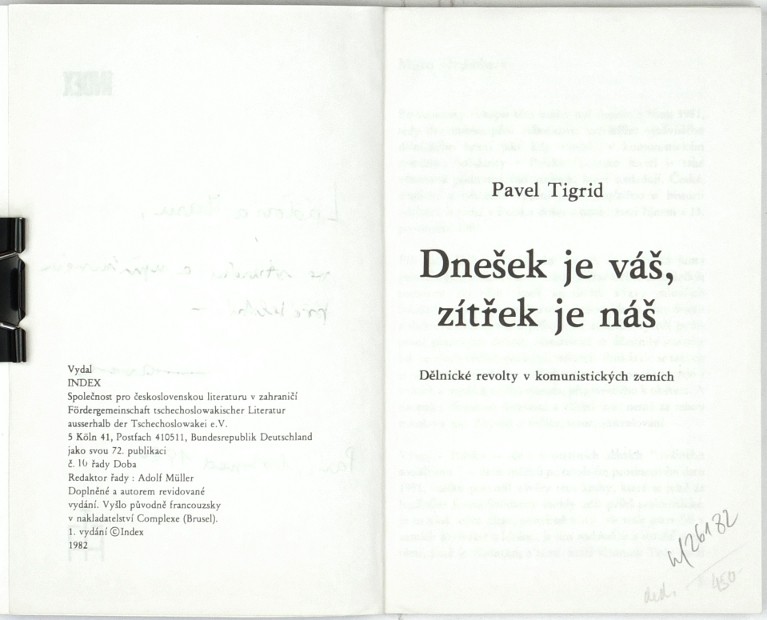 Vydal
INDEX
Společnost pro československou literaturu v zahraničí
Fördergemeinschaft tschechoslowakischer Literatur
ausserhalb der Tschechoslowakei e.V.
5 Köln 41, Postfach 410511, Bundesrepublik Deutschland
jako svou 72. publikaci
č. 10 řady Doba
Redaktor řady : Adolf Müller
Doplněné a autorem revidované
vydání. Vyšlo původně francouzsky
v nakladatelství Complexe (Brusel).
1. vydání ©Index
1982
Pavel Tigrid
Dnešek je váš,
zítřek je náš
Dělnické revolty v komunistických zemích
ded.
450